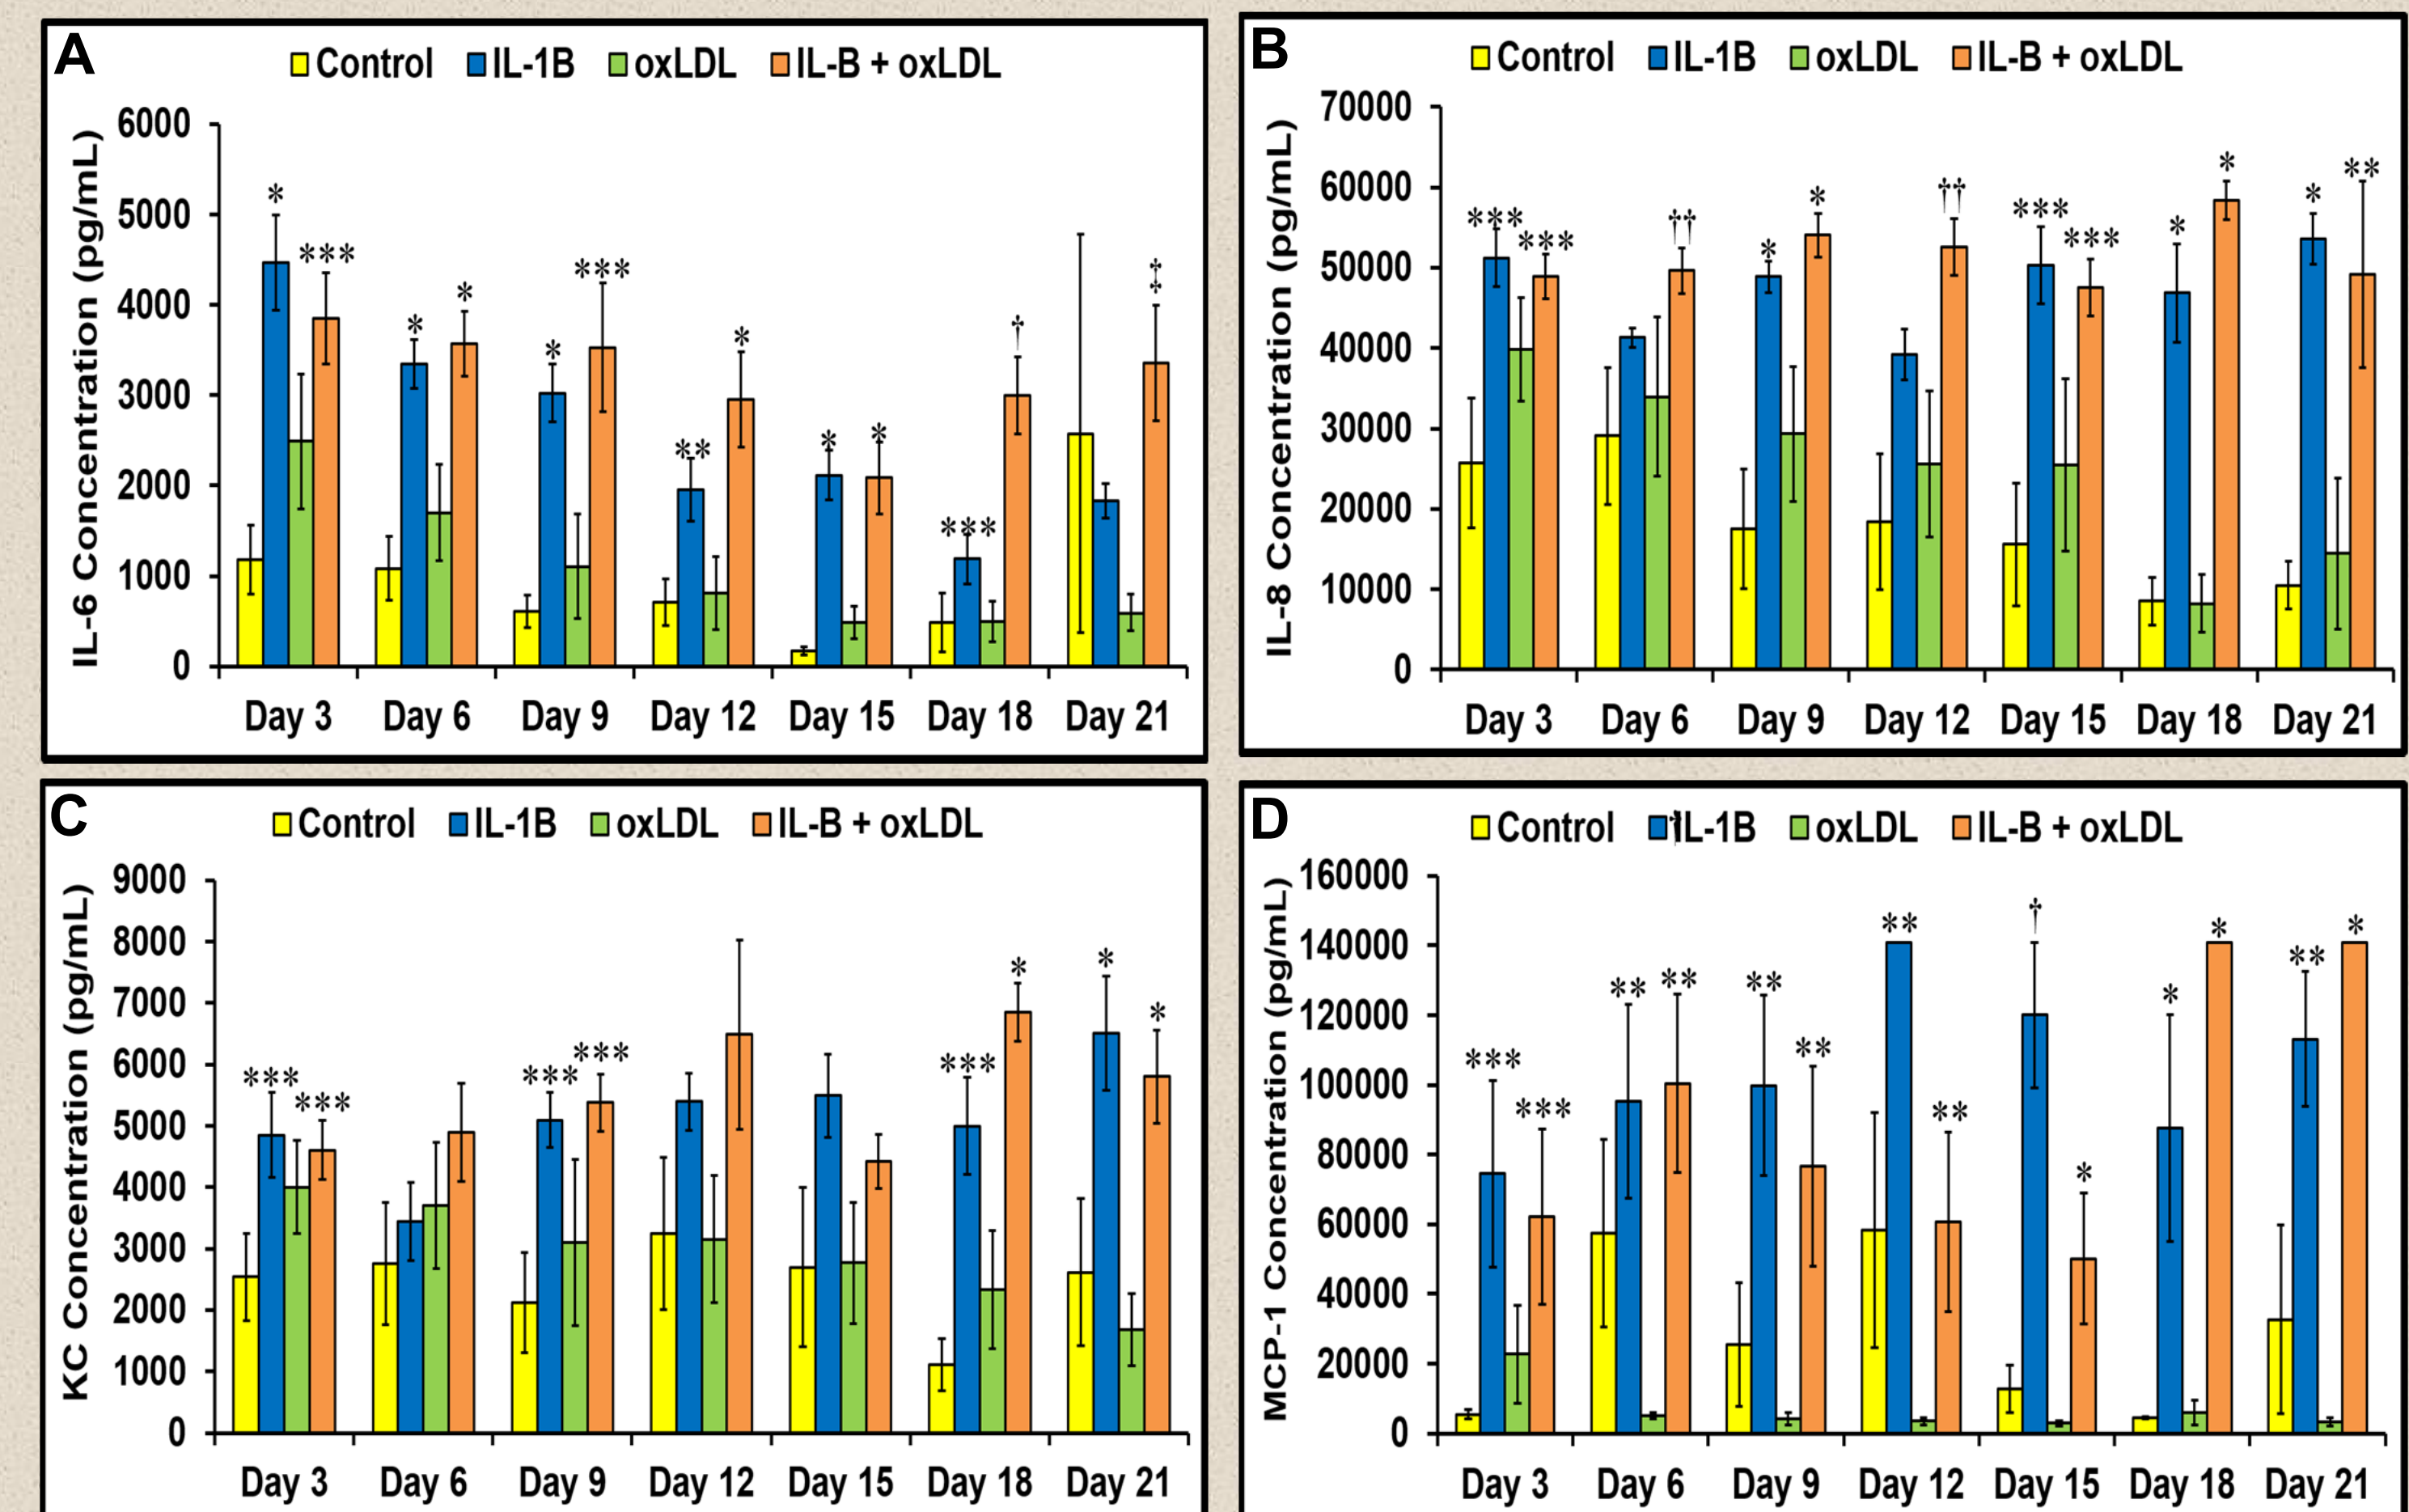 A
Control IL-1B oxLDL IL-B + oxLDL
IL-6 Concentration (pg/mL)
6000
5000
4000
3000
2000
1000
0
* *** * * * *** ** * * * *** † ‡
Day 3 Day 6 Day 9 Day 12 Day 15 Day 18 Day 21
B
Control IL-1B oxLDL IL-B + oxLDL
IL-8 Concentration (pg/mL)
70000
60000
50000
40000
30000
20000
10000
0
*** *** †† * * †† *** *** * * * **
Day 3 Day 6 Day 9 Day 12 Day 15 Day 18 Day 21
C
Control IL-1B oxLDL IL-B + oxLDL
KC Concentration (pg/mL)
9000
8000
7000
6000
5000
4000
3000
2000
1000
0
*** *** *** *** *** * * *
Day 3 Day 6 Day 9 Day 12 Day 15 Day 18 Day 21
D
Control †IL-1B oxLDL IL-B + oxLDL
MCP-1 Concentration (pg/mL)
160000
140000
120000
100000
80000
60000
40000
20000
0
*** *** ** ** ** ** ** ** † * * * ** *
Day 3 Day 6 Day 9 Day 12 Day 15 Day 18 Day 21